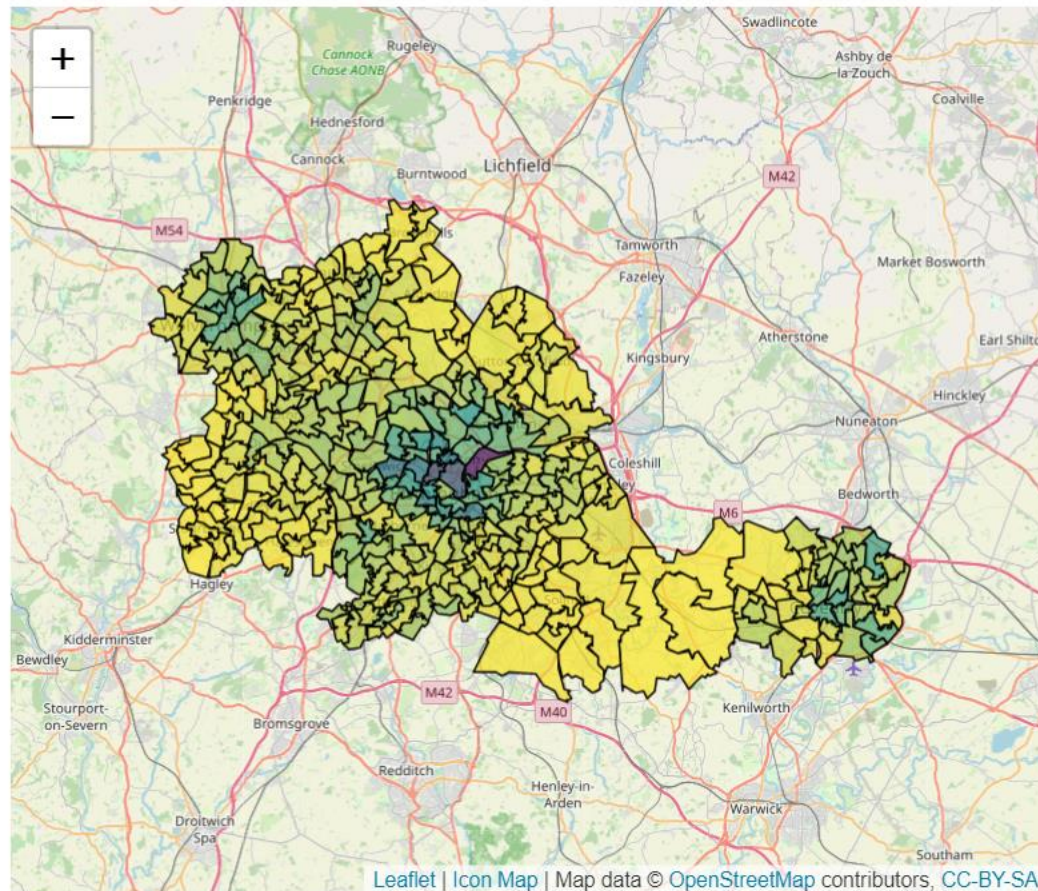 +
−
Swadlincote
Rugeley
Cannock
Chase AONB
Ashby de
la Zouch
Penkridge
Coalville
Hednesford
Cannock
Lichfield
Burntwood
M42
M54
Tamworth
Fazeley
Market Bosworth
Atherstone
Earl Shilto
Kingsbury
Hinckley
Nuneaton
Coleshill
Bedworth
M6
Hagley
Kidderminster
Bewdley
Stourport-
on-Severn
M42
M40
Kenilworth
Bromsgrove
Redditch
Henley-in-
Arden
Warwick
Droitwich
Spa
Southam
Leaflet | Icon Map | Map data © OpenStreetMap contributors, CC-BY-SA